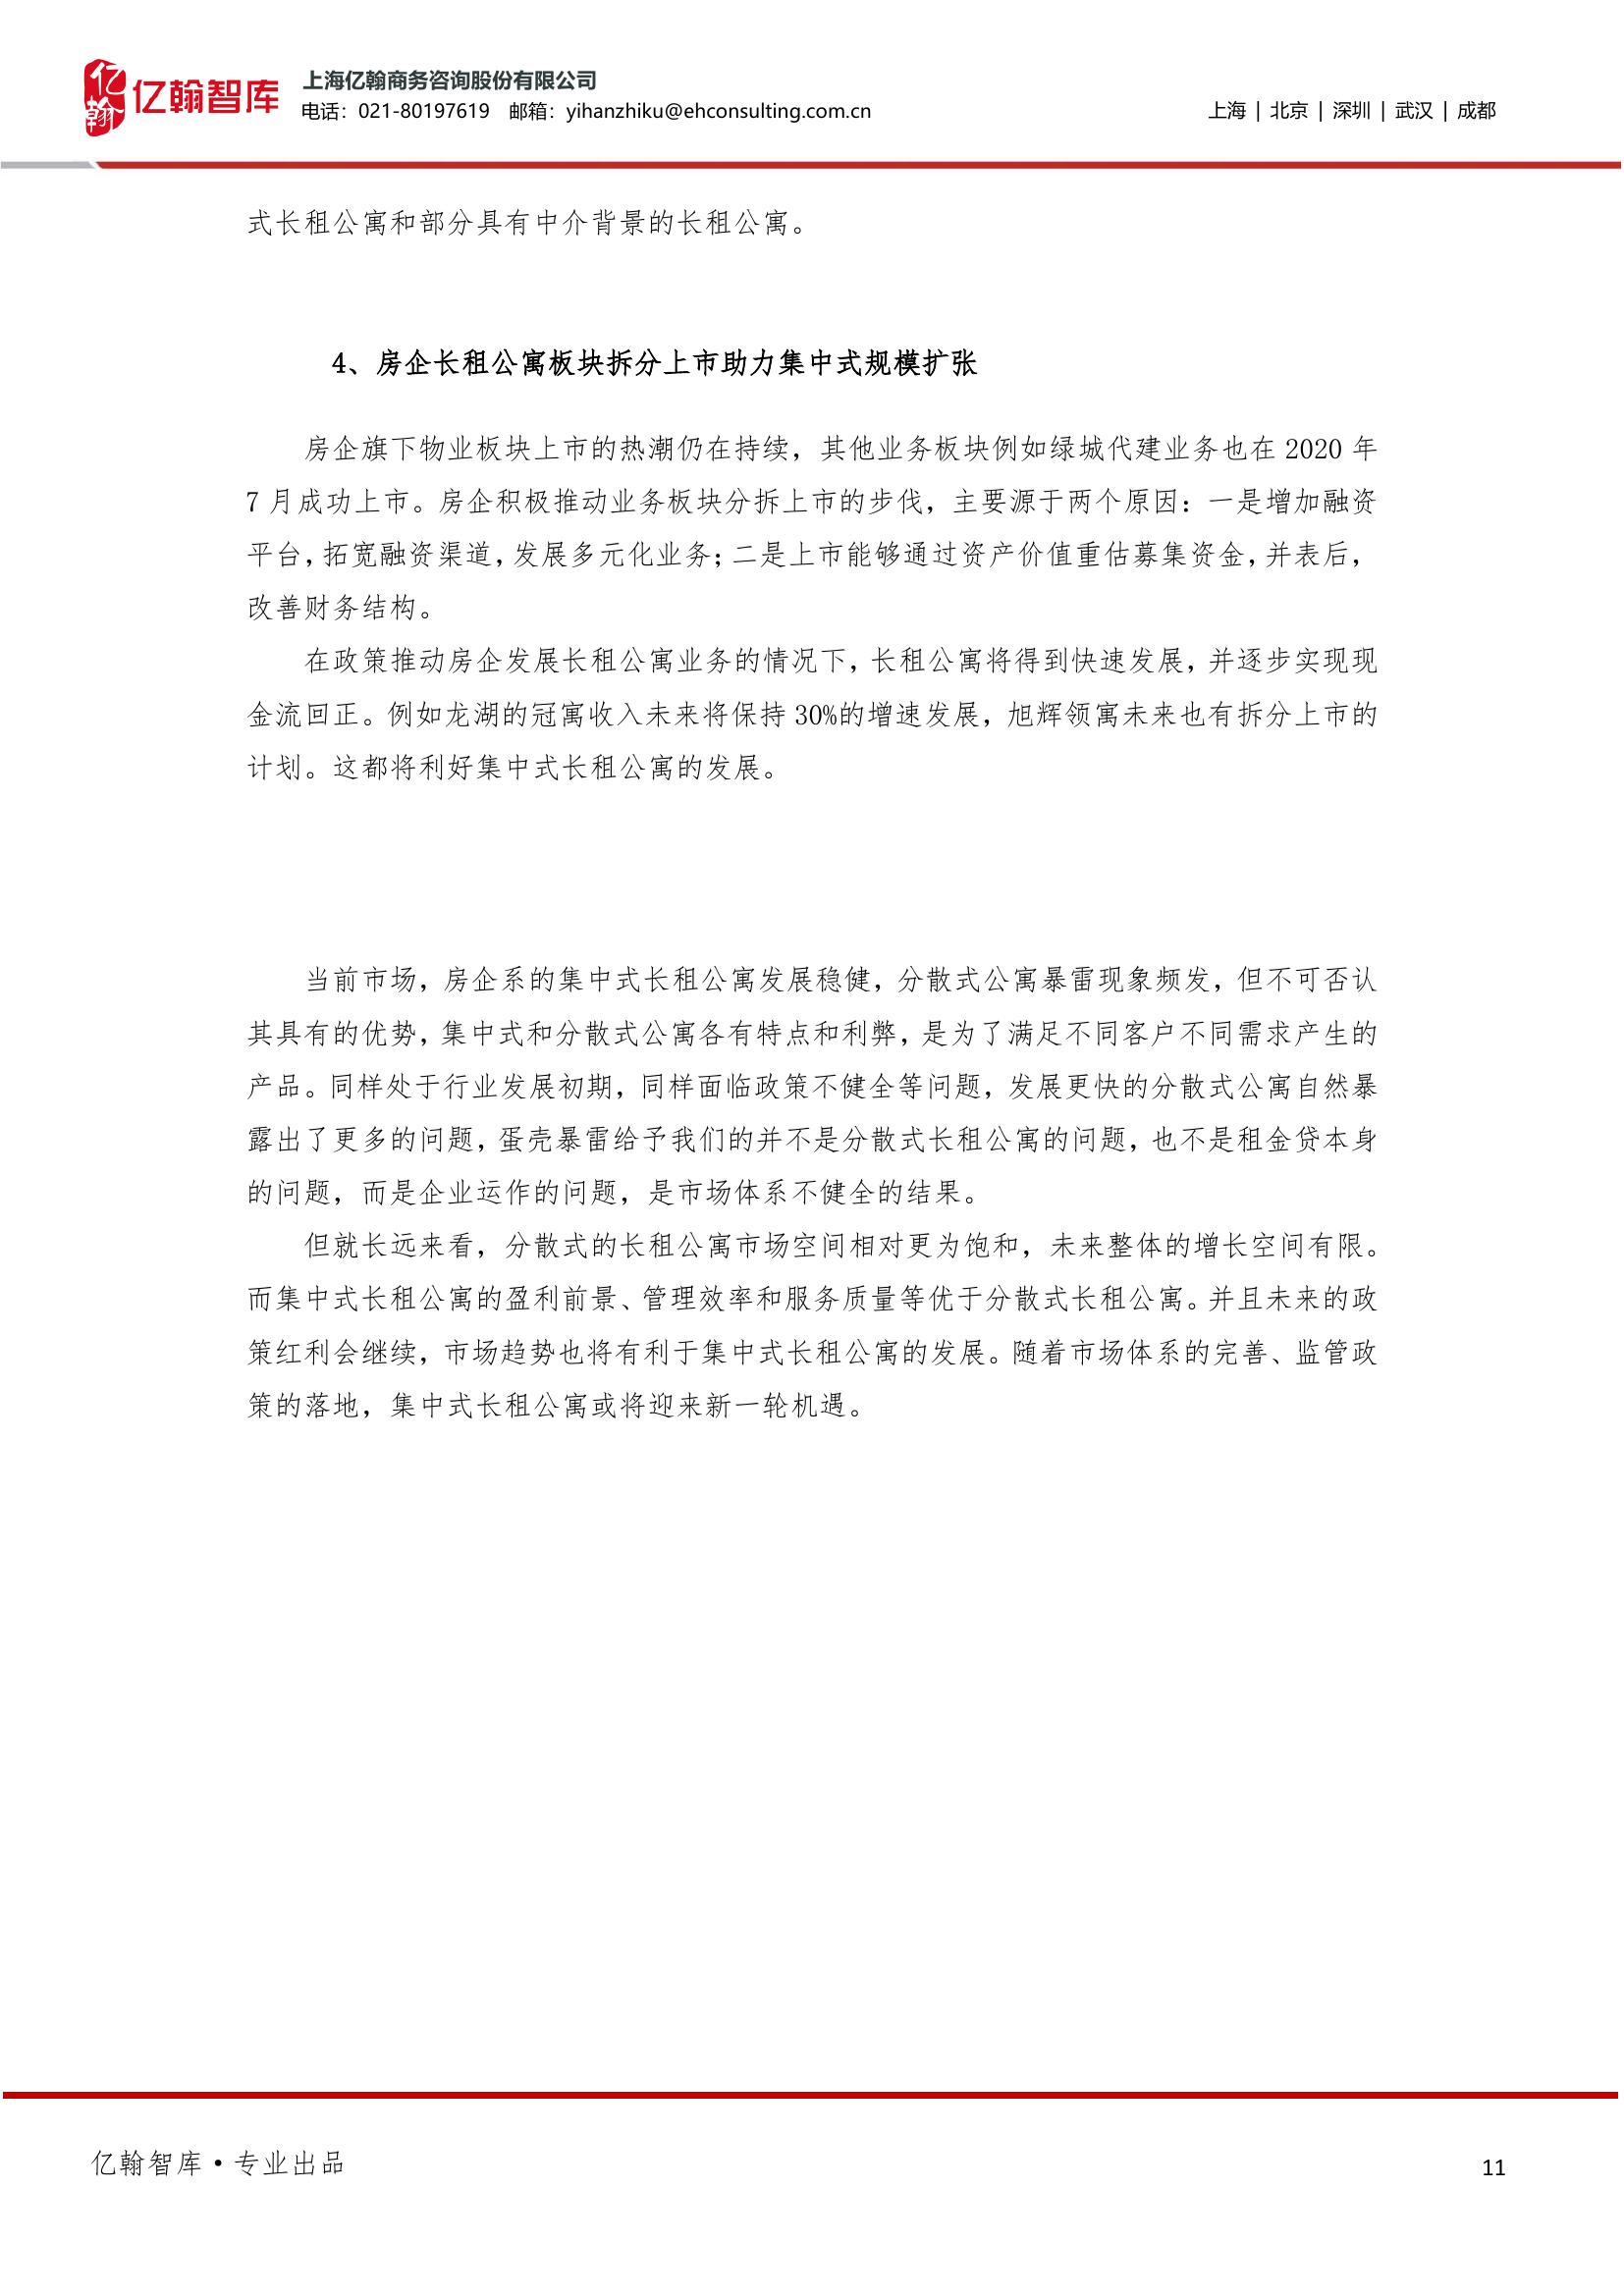 亿翰
亿翰智库
上海亿翰商务咨询股份有限公司
电话：021-80197619 邮箱：yihanzhiku@ehconsulting.com.cn
上海 | 北京 | 深圳 | 武汉 | 成都
式长租公寓和部分具有中介背景的长租公寓。
4、房企长租公寓板块拆分上市助力集中式规模扩张
房企旗下物业板块上市的热潮仍在持续，其他业务板块例如绿城代建业务也在 2020 年
7 月成功上市。房企积极推动业务板块分拆上市的步伐，主要源于两个原因：一是增加融资
平台，拓宽融资渠道，发展多元化业务；二是上市能够通过资产价值重估募集资金，并表后，
改善财务结构。
在政策推动房企发展长租公寓业务的情况下，长租公寓将得到快速发展，并逐步实现现
金流回正。例如龙湖的冠寓收入未来将保持 30%的增速发展，旭辉领寓未来也有拆分上市的
计划。这都将利好集中式长租公寓的发展。
当前市场，房企系的集中式长租公寓发展稳健，分散式公寓暴雷现象频发，但不可否认
其具有的优势，集中式和分散式公寓各有特点和利弊，是为了满足不同客户不同需求产生的
产品。同样处于行业发展初期，同样面临政策不健全等问题，发展更快的分散式公寓自然暴
露出了更多的问题，蛋壳暴雷给予我们的并不是分散式长租公寓的问题，也不是租金贷本身
的问题，而是企业运作的问题，是市场体系不健全的结果。
但就长远来看，分散式的长租公寓市场空间相对更为饱和，未来整体的增长空间有限。
而集中式长租公寓的盈利前景、管理效率和服务质量等优于分散式长租公寓。并且未来的政
策红利会继续，市场趋势也将有利于集中式长租公寓的发展。随着市场体系的完善、监管政
策的落地，集中式长租公寓或将迎来新一轮机遇。
亿翰智库·专业出品
11